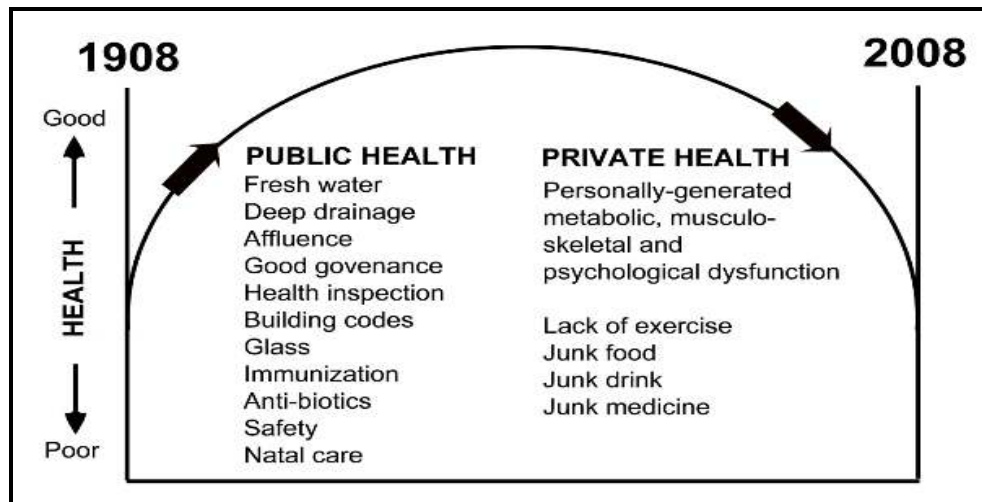 1908
2008
Good
HEALTH
Poor
PUBLIC HEALTH
Fresh water
Deep drainage
Affluence
Good govenance
Health inspection
Building codes
Glass
Immunization
Anti-biotics
Safety
Natal care
PRIVATE HEALTH
Personally-generated
metabolic, musculo-
skeletal and
psychological dysfunction
Lack of exercise
Junk food
Junk drink
Junk medicine